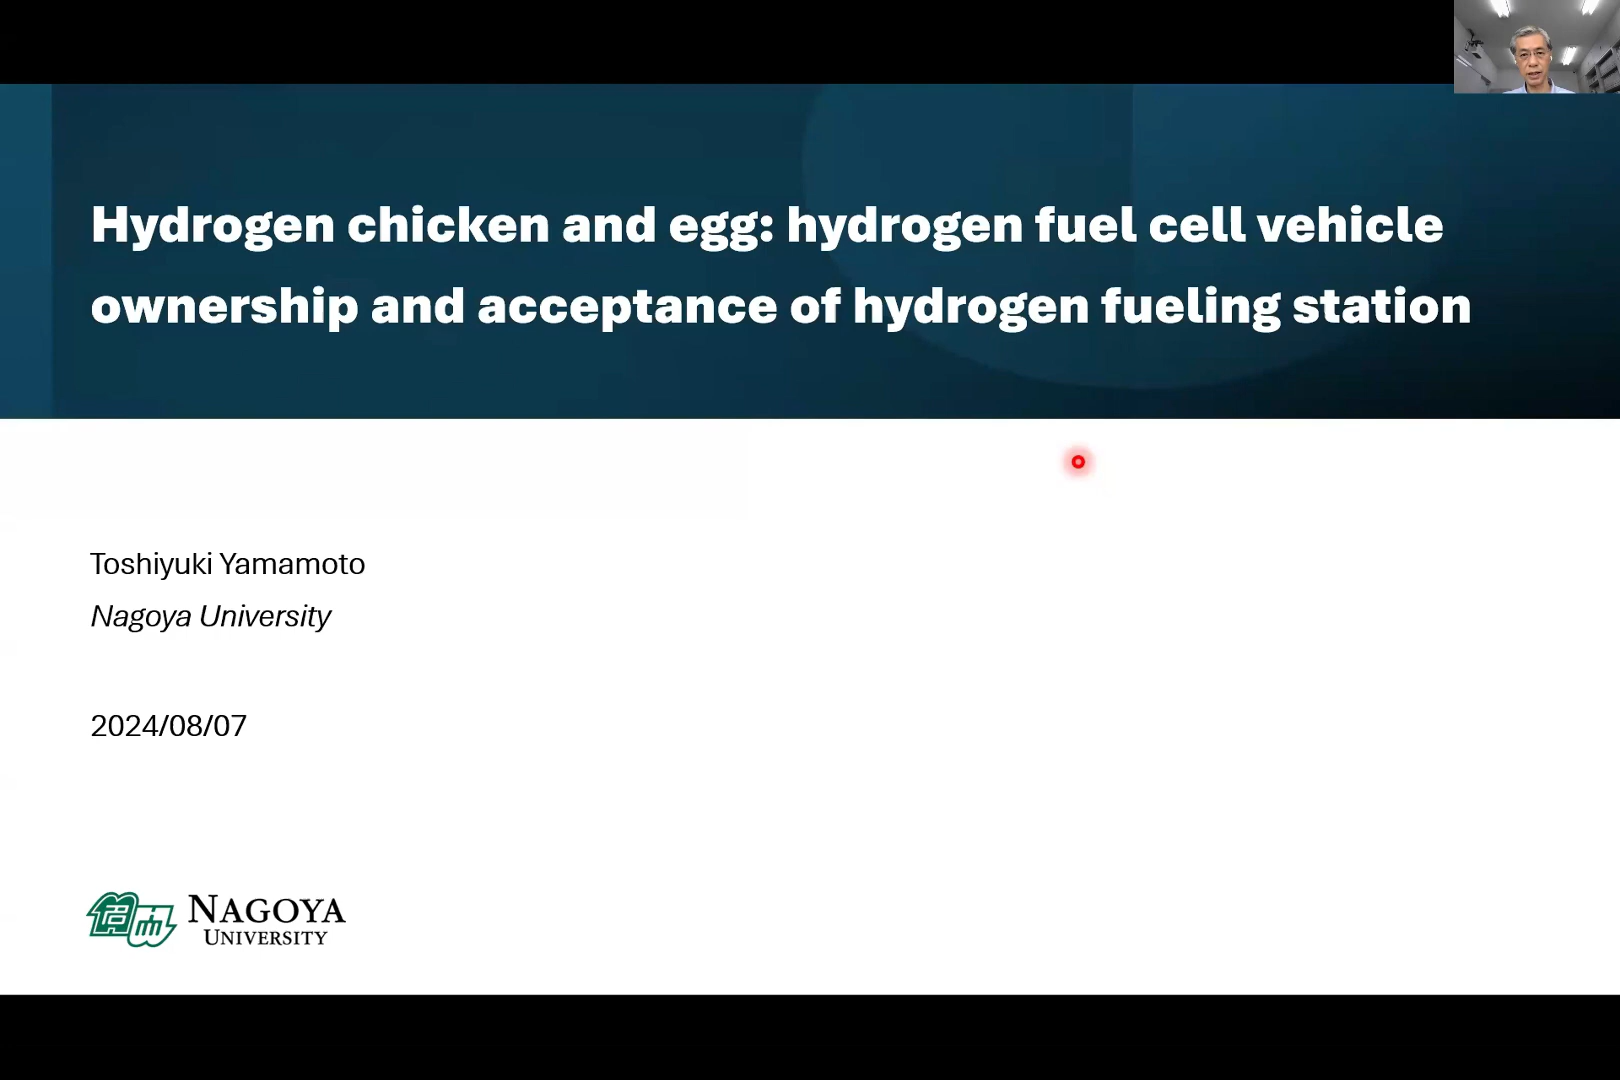 Hydrogen chicken and egg: hydrogen fuel cell vehicle
ownership and acceptance of hydrogen fueling station
Toshiyuki Yamamoto
Nagoya University
2024/08/07
NAGOYA
UNIVERSITY